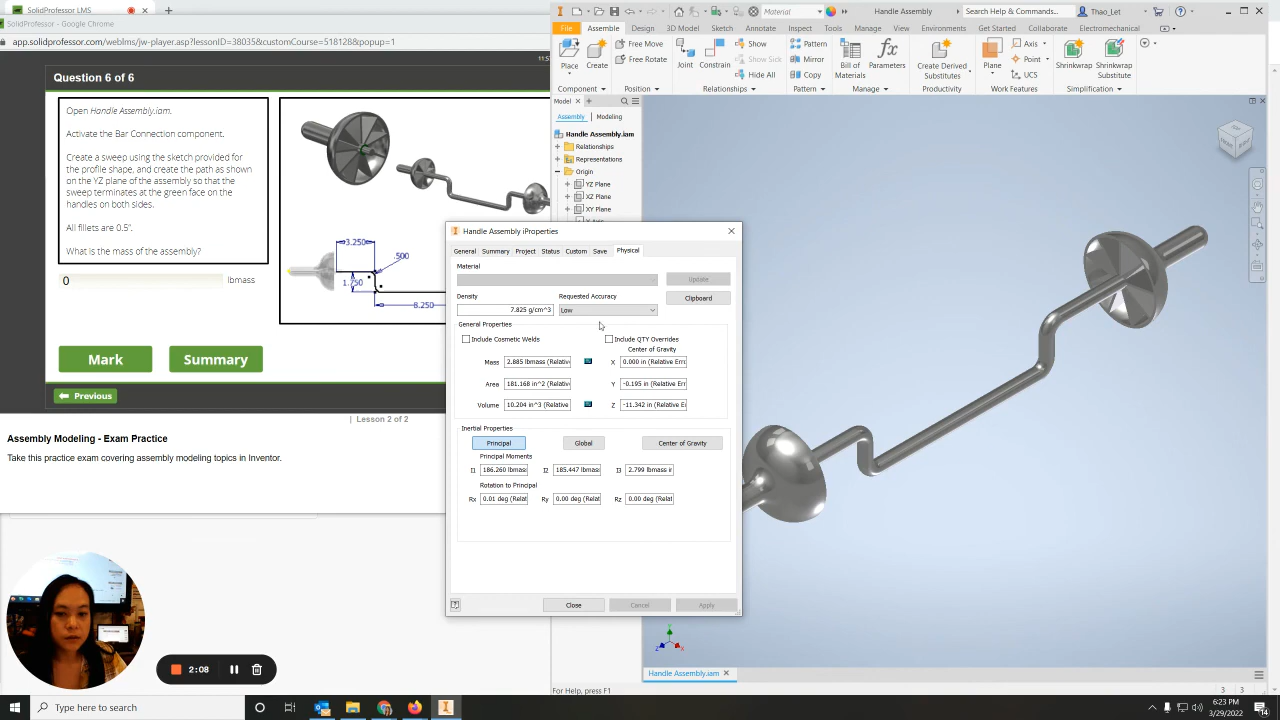 SolidProfessor LMS
SolidProfessor - Google Chrome
app.solidprofessor.com/weblms/jw-player.asp?lessonID=38035&customCourse=518128&popup=1
Question 6 of 6
Open Handle Assembly.iam.
Activate the Bar Connection component.
Create a sweep using the sketch provided
for the profile shape, and create the path as shown
on the YZ plane of the assembly so that the
sweep terminates at the green face on the
handles on both sides.
All fillets are 0.5".
What is the mass of the assembly?
0 lbmass
3.250
.500
1.750
8.250
Mark
Summary
Previous
| Lesson 2 of 2
Assembly Modeling - Exam Practice
Take this practice exam covering assembly modeling topics in Inventor.
2:08
Material
Handle Assembly
Search Help & Commands...
Thao_Let
File Assemble Design 3D Model Sketch Annotate Inspect Tools Manage View Environments Get Started Collaborate Electromechanical
Place Create Free Move Free Rotate Joint Constrain Show Show Sick Hide All Pattern Mirror Copy Bill of Materials Parameters Create Derived Substitutes Plane Axis Point UCS Shrinkwrap Shrinkwrap Substitute
Component Position Relationships Pattern Manage Productivity Work Features Simplification
Model
Assembly Modeling
Handle Assembly.iam
Relationships
Representations
Origin
YZ Plane
XZ Plane
XY Plane
Handle Assembly iProperties
General Summary Project Status Custom Save Physical
Material
Update
Density Requested Accuracy
7.825 g/cm^3 Low Clipboard
General Properties
Include Cosmetic Welds Include QTY Overrides
Center of Gravity
Mass 2.885 lbmass (Relativ X 0.000 in (Relative Err
Area 181.168 in^2 (Relativ Y -0.195 in (Relative Err
Volume 10.204 in^3 (Relative Z -11.342 in (Relative E
Inertial Properties
Principal Global Center of Gravity
Principal Moments
I1 186.260 lbmass I2 185.447 lbmass I3 2.799 lbmass i
Rotation to Principal
Rx 0.01 deg (Relat Ry 0.00 deg (Relat Rz 0.00 deg (Relat
Close Cancel Apply
FRONT
Y
Z
X
Handle Assembly.iam
For Help, press F1
3 3
Type here to search
6:23 PM
3/29/2022
14